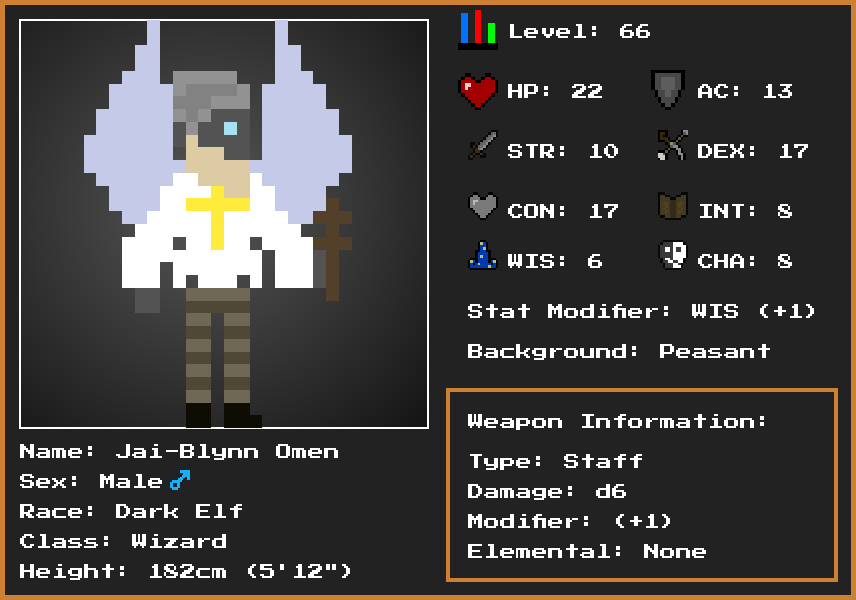 Level: 66
HP: 22
AC: 13
STR: 10
DEX: 17
CON: 17
INT: 8
WIS: 6
CHA: 8
Stat Modifier: WIS (+1)
Background: Peasant
Weapon Information:
Type: Staff
Damage: d6
Modifier: (+1)
Elemental: None
Name: Jai-Blynn Omen
Sex: Male ♂
Race: Dark Elf
Class: Wizard
Height: 182cm (5'12")